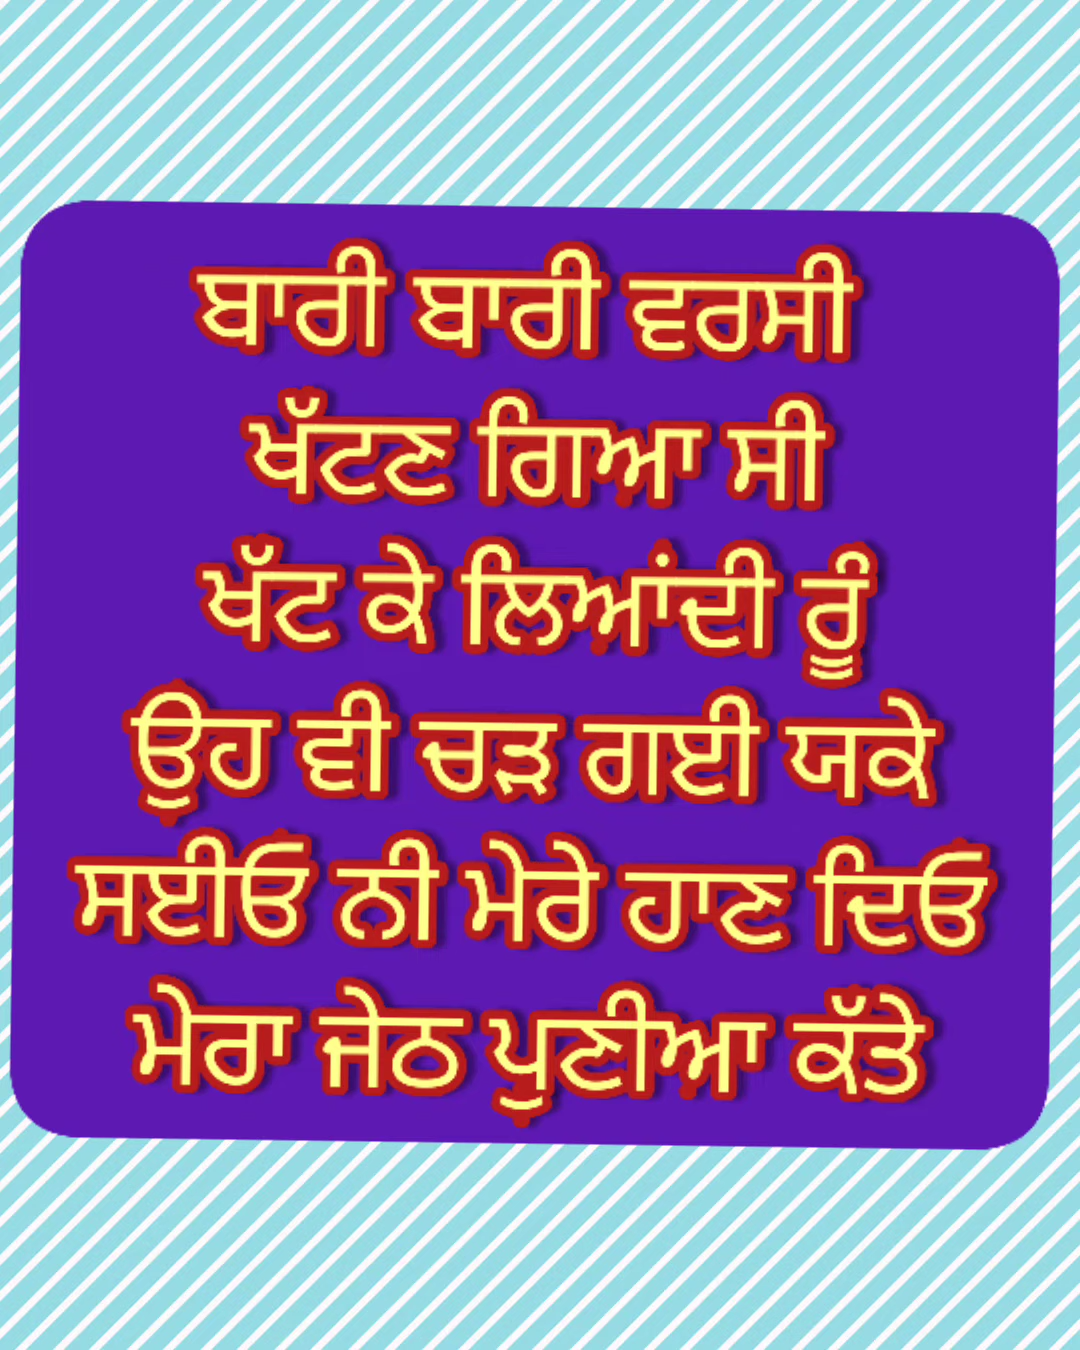 ਬਾਰੀ ਬਾਰੀ ਵਰਸੀ
ਖੱਟਣ ਗਿਆ ਸੀ
ਖੱਟ ਕੇ ਲਿਆਂਦੀ ਰੂੰ
ਉਹ ਵੀ ਚੜ ਗਈ ਯਕੇ
ਸਈਓ ਨੀ ਮੇਰੇ ਹਾਣ ਦਿਓ
ਮੇਰਾ ਜੇਠ ਪੁਣੀਆ ਕੱਤੇ